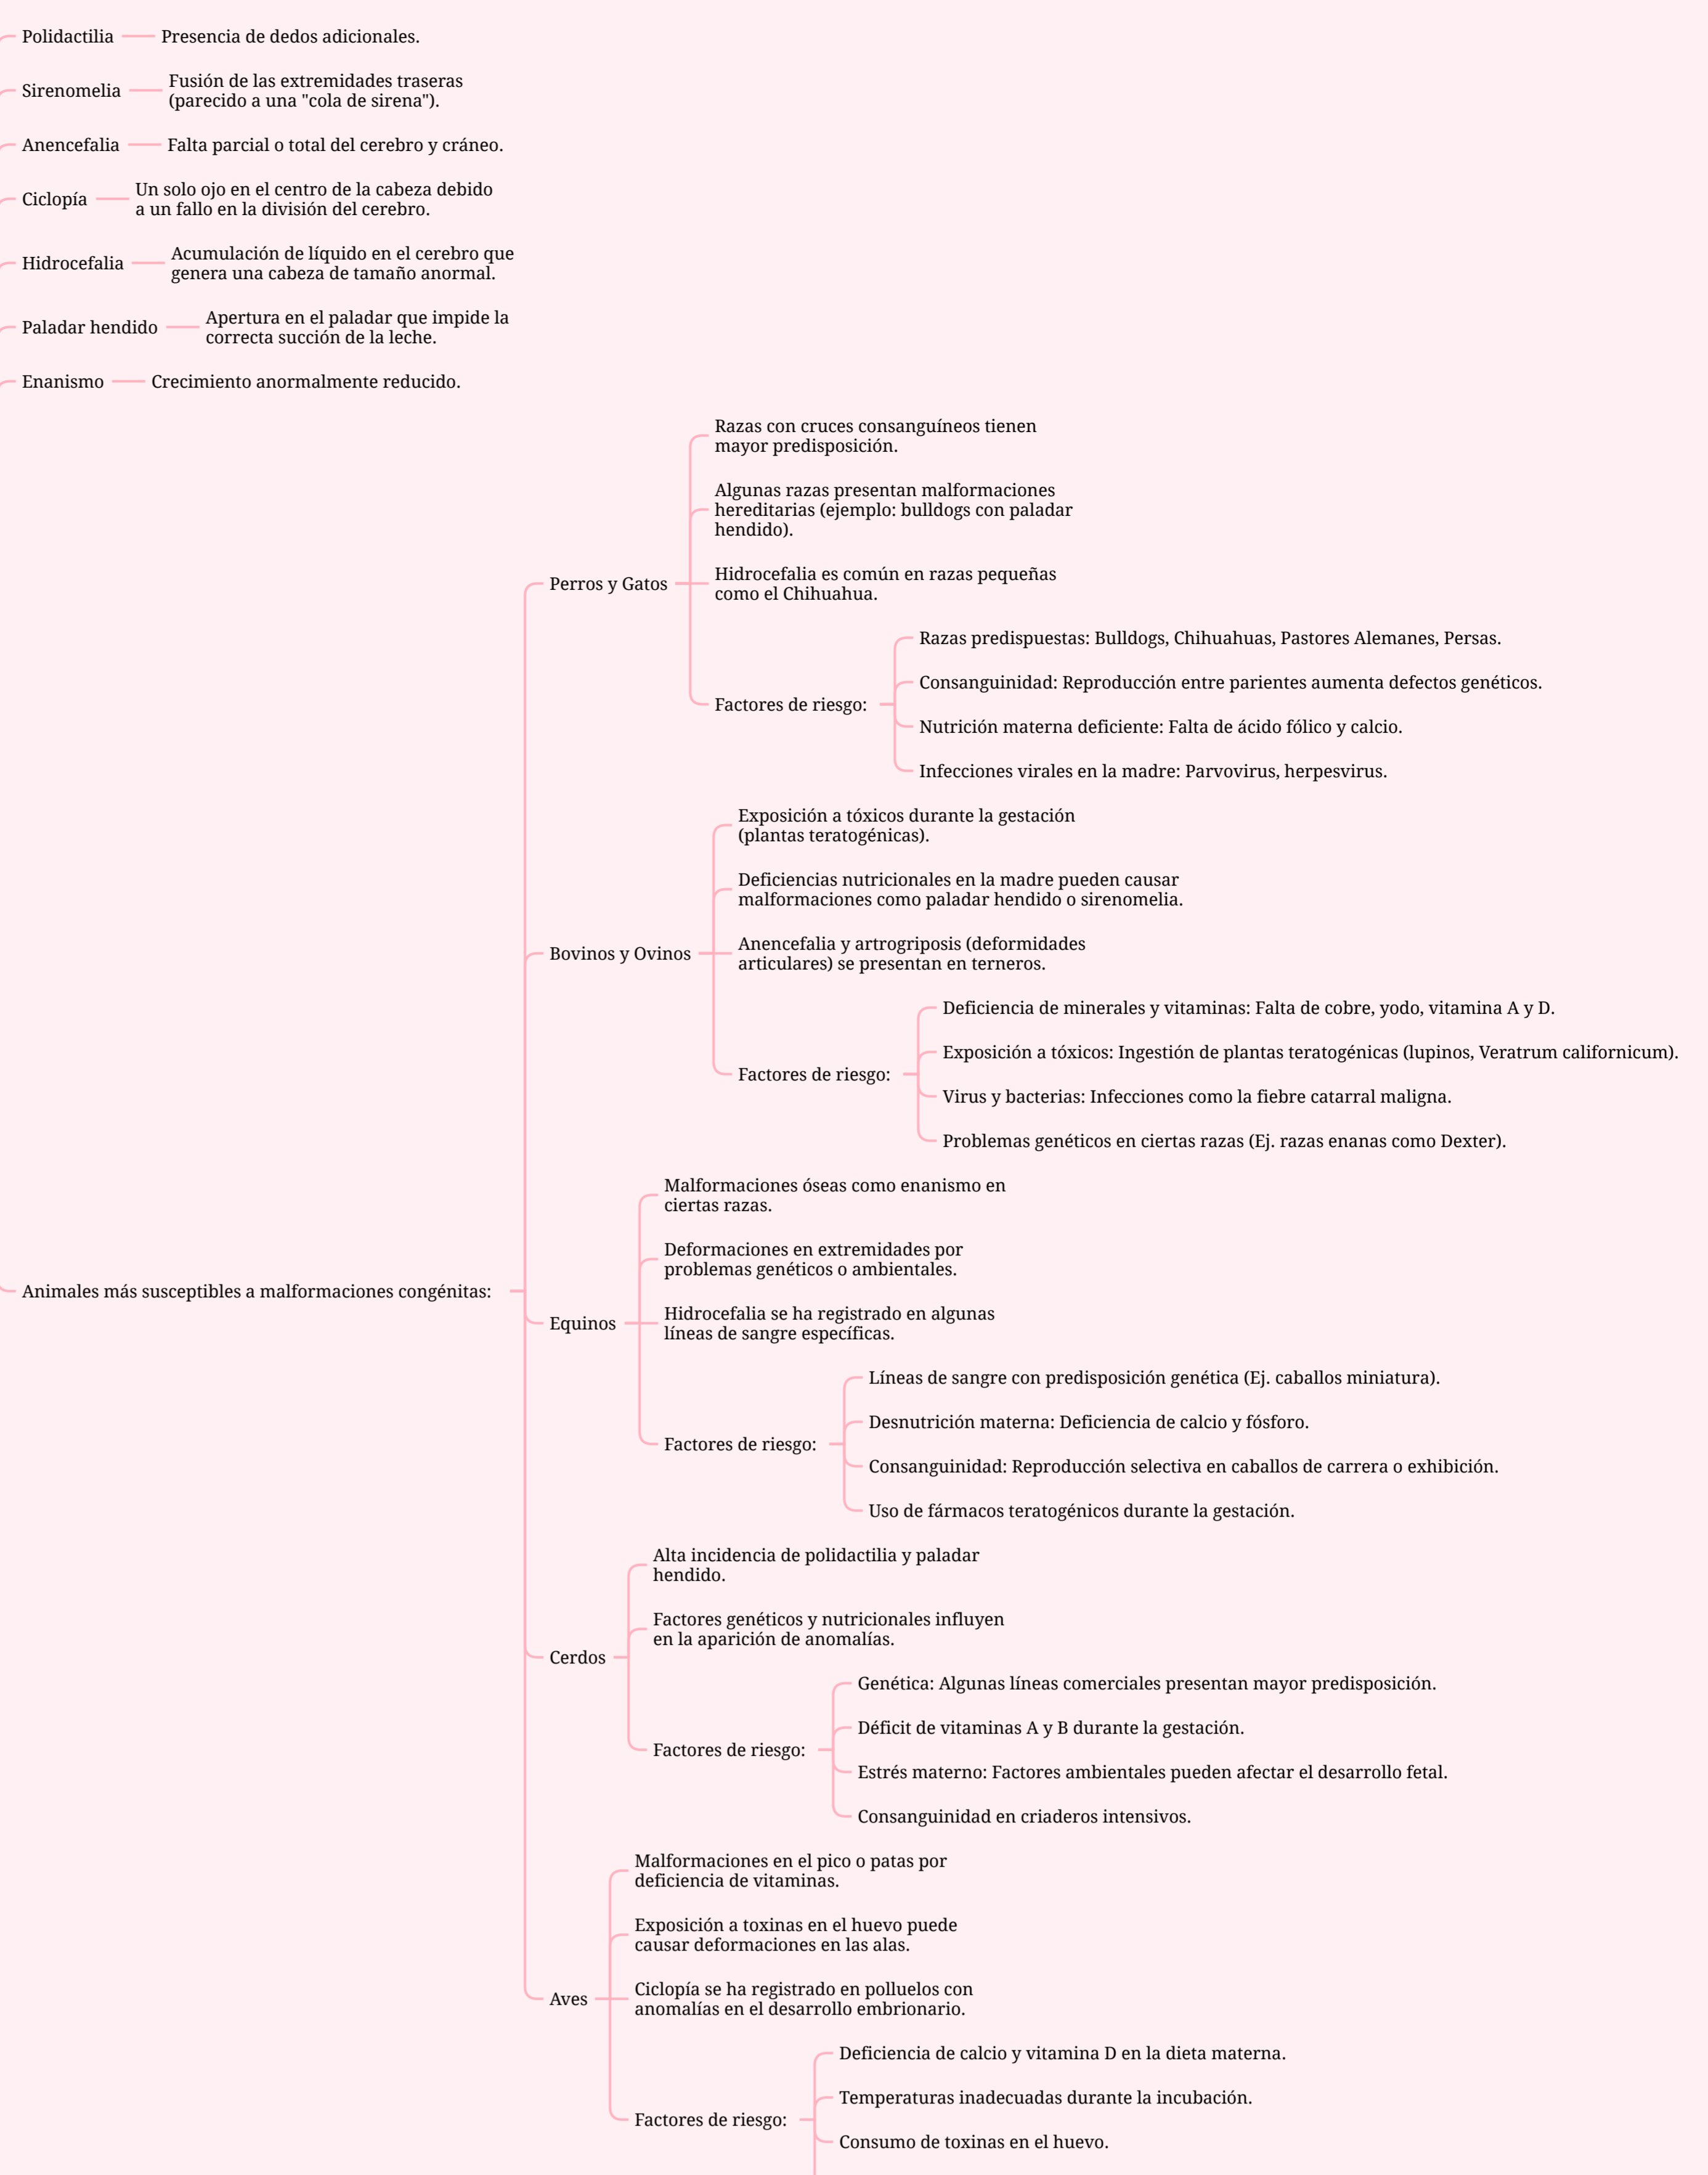 Polidactilia
Presencia de dedos adicionales.
Sirenomelia
Fusión de las extremidades traseras
(parecido a una "cola de sirena").
Anencefalia
Falta parcial o total del cerebro y cráneo.
Ciclopía
Un solo ojo en el centro de la cabeza debido
a un fallo en la división del cerebro.
Hidrocefalia
Acumulación de líquido en el cerebro que
genera una cabeza de tamaño anormal.
Paladar hendido
Apertura en el paladar que impide la
correcta succión de la leche.
Enanismo
Crecimiento anormalmente reducido.
Animales más susceptibles a malformaciones congénitas:
Perros y Gatos
Razas con cruces consanguíneos tienen
mayor predisposición.
Algunas razas presentan malformaciones
hereditarias (ejemplo: bulldogs con paladar
hendido).
Hidrocefalia es común en razas pequeñas
como el Chihuahua.
Factores de riesgo:
Razas predispuestas: Bulldogs, Chihuahuas, Pastores Alemanes, Persas.
Consanguinidad: Reproducción entre parientes aumenta defectos genéticos.
Nutrición materna deficiente: Falta de ácido fólico y calcio.
Infecciones virales en la madre: Parvovirus, herpesvirus.
Bovinos y Ovinos
Exposición a tóxicos durante la gestación
(plantas teratogénicas).
Deficiencias nutricionales en la madre pueden causar
malformaciones como paladar hendido o sirenomelia.
Anencefalia y artrogriposis (deformidades
articulares) se presentan en terneros.
Factores de riesgo:
Deficiencia de minerales y vitaminas: Falta de cobre, yodo, vitamina A y D.
Exposición a tóxicos: Ingestión de plantas teratogénicas (lupinos, Veratrum californicum).
Virus y bacterias: Infecciones como la fiebre catarral maligna.
Problemas genéticos en ciertas razas (Ej. razas enanas como Dexter).
Equinos
Malformaciones óseas como enanismo en
ciertas razas.
Deformaciones en extremidades por
problemas genéticos o ambientales.
Hidrocefalia se ha registrado en algunas
líneas de sangre específicas.
Factores de riesgo:
Líneas de sangre con predisposición genética (Ej. caballos miniatura).
Desnutrición materna: Deficiencia de calcio y fósforo.
Consanguinidad: Reproducción selectiva en caballos de carrera o exhibición.
Uso de fármacos teratogénicos durante la gestación.
Cerdos
Alta incidencia de polidactilia y paladar
hendido.
Factores genéticos y nutricionales influyen
en la aparición de anomalías.
Factores de riesgo:
Genética: Algunas líneas comerciales presentan mayor predisposición.
Déficit de vitaminas A y B durante la gestación.
Estrés materno: Factores ambientales pueden afectar el desarrollo fetal.
Consanguinidad en criaderos intensivos.
Aves
Malformaciones en el pico o patas por
deficiencia de vitaminas.
Exposición a toxinas en el huevo puede
causar deformaciones en las alas.
Ciclopía se ha registrado en polluelos con
anomalías en el desarrollo embrionario.
Factores de riesgo:
Deficiencia de calcio y vitamina D en la dieta materna.
Temperaturas inadecuadas durante la incubación.
Consumo de toxinas en el huevo.